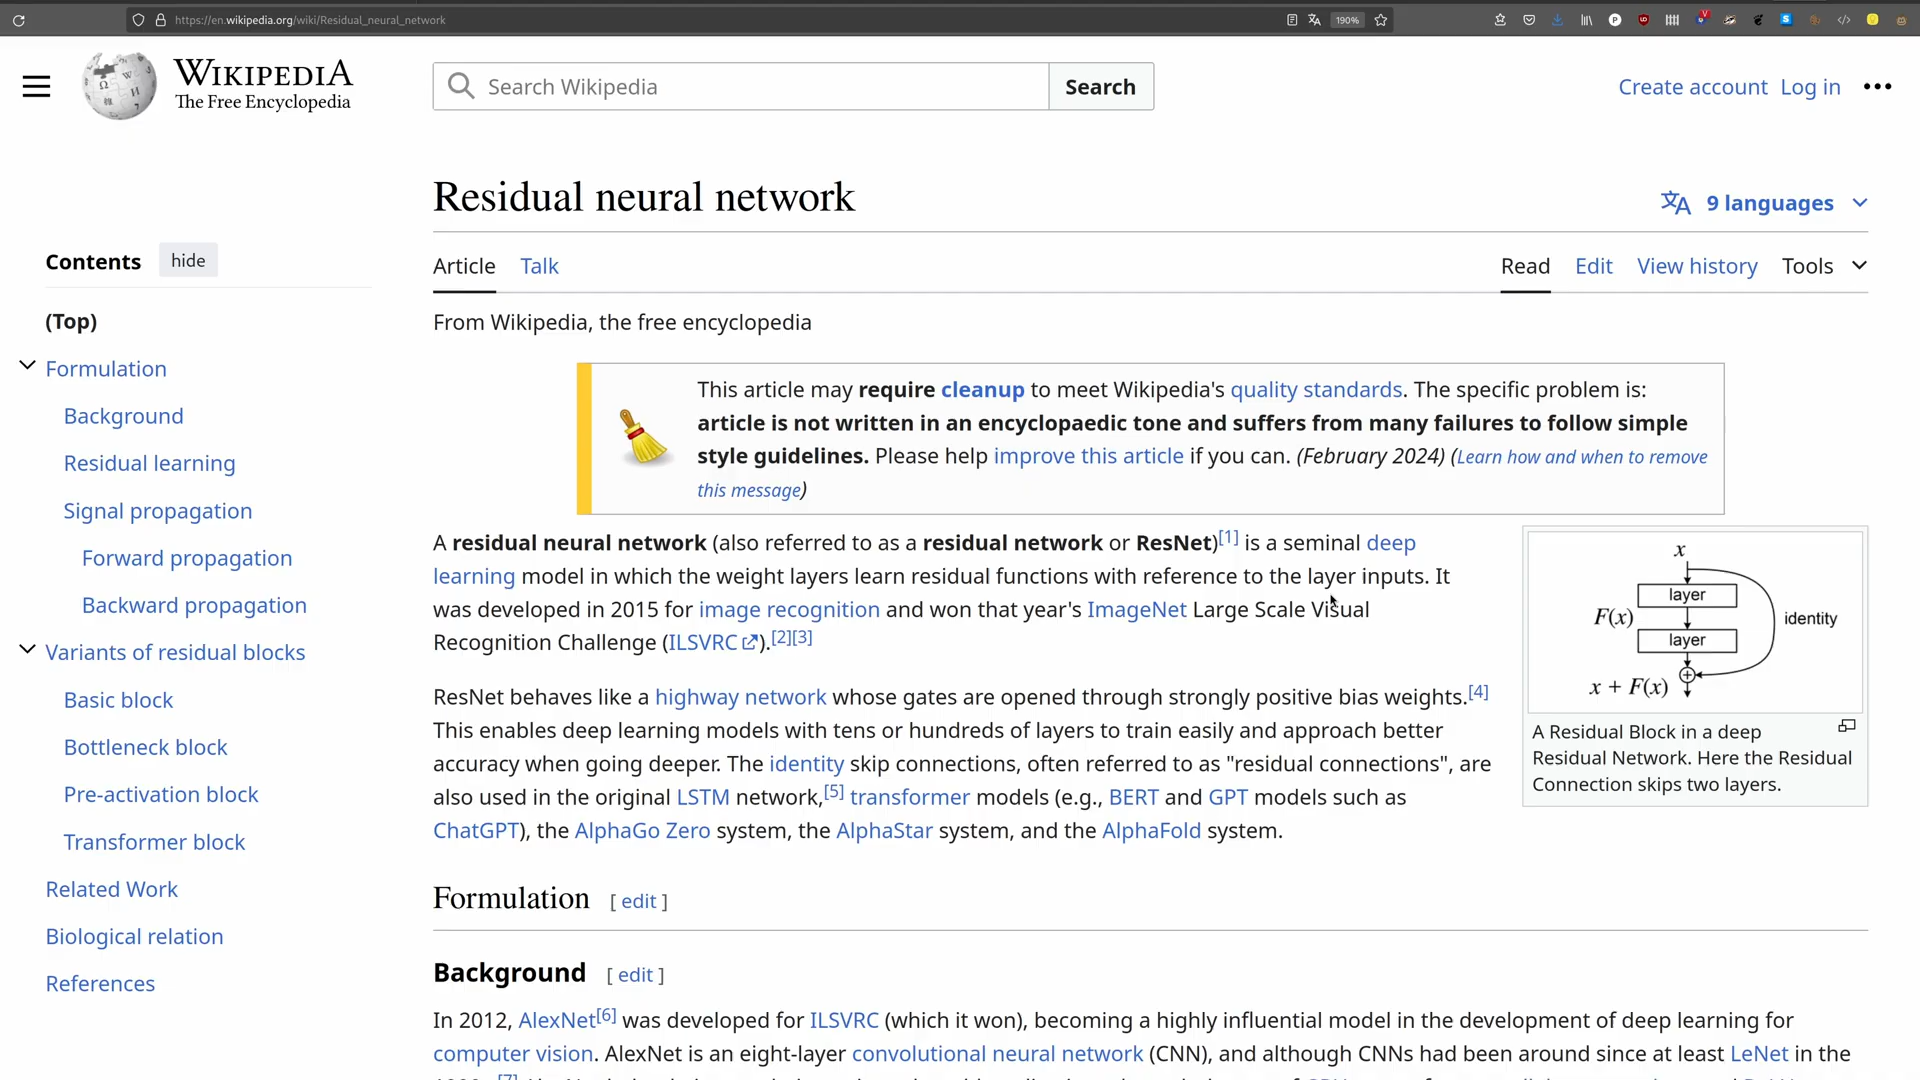 https://en.wikipedia.org/wiki/Residual_neural_network
190%
WIKIPEDIA
The Free Encyclopedia
Search Wikipedia
Search
Create account Log in
Residual neural network
9 languages
Contents hide
Article Talk
Read Edit View history Tools
(Top)
Formulation
Background
Residual learning
Signal propagation
Forward propagation
Backward propagation
Variants of residual blocks
Basic block
Bottleneck block
Pre-activation block
Transformer block
Related Work
Biological relation
References
From Wikipedia, the free encyclopedia
This article may require cleanup to meet Wikipedia's quality standards. The specific problem is:
article is not written in an encyclopaedic tone and suffers from many failures to follow simple
style guidelines. Please help improve this article if you can. (February 2024) (Learn how and when to remove
this message)
A residual neural network (also referred to as a residual network or ResNet)[1] is a seminal deep
learning model in which the weight layers learn residual functions with reference to the layer inputs. It
was developed in 2015 for image recognition and won that year's ImageNet Large Scale Visual
Recognition Challenge (ILSVRC).[2][3]
x
layer
F(x)
identity
layer
x + F(x)
A Residual Block in a deep
Residual Network. Here the Residual
Connection skips two layers.
ResNet behaves like a highway network whose gates are opened through strongly positive bias weights.[4]
This enables deep learning models with tens or hundreds of layers to train easily and approach better
accuracy when going deeper. The identity skip connections, often referred to as "residual connections", are
also used in the original LSTM network,[5] transformer models (e.g., BERT and GPT models such as
ChatGPT), the AlphaGo Zero system, the AlphaStar system, and the AlphaFold system.
Formulation [ edit ]
Background [ edit ]
In 2012, AlexNet[6] was developed for ILSVRC (which it won), becoming a highly influential model in the development of deep learning for
computer vision. AlexNet is an eight-layer convolutional neural network (CNN), and although CNNs had been around since at least LeNet in the